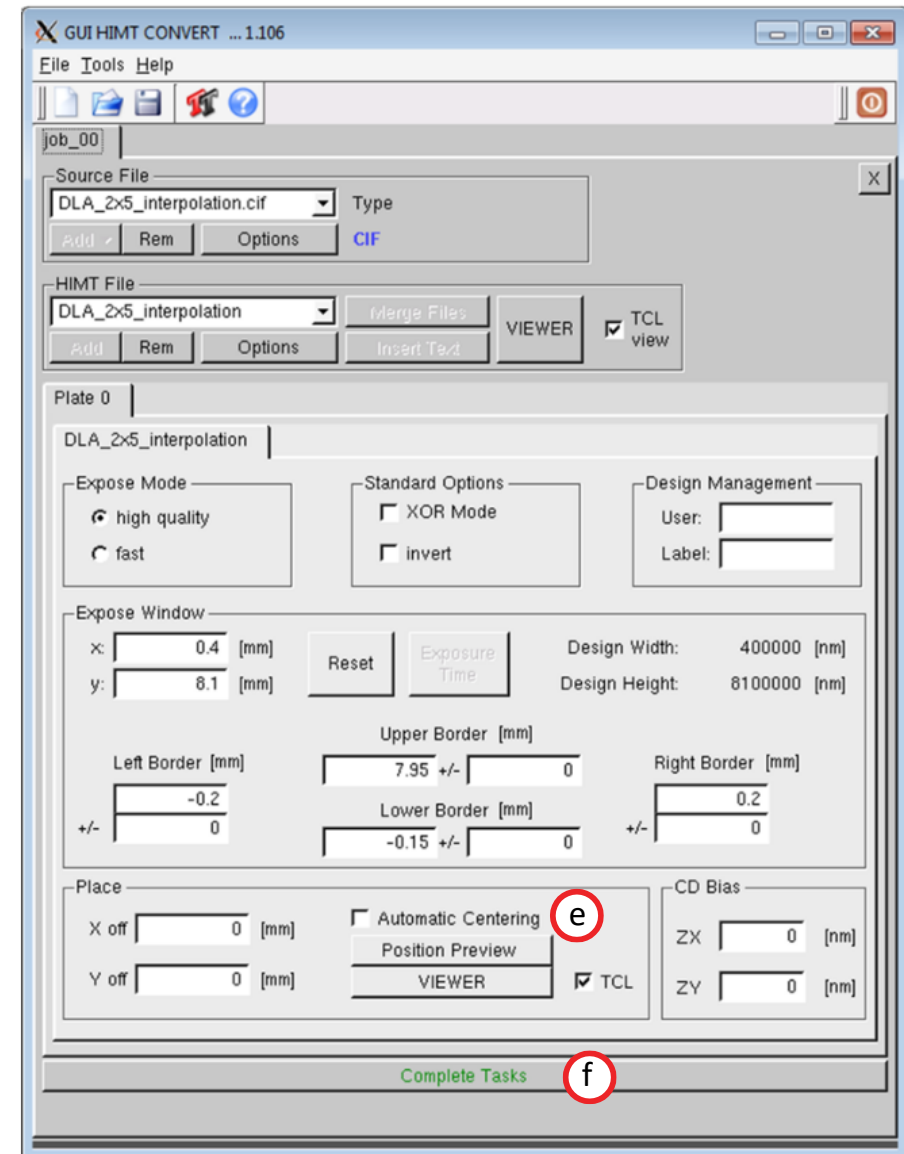 GUI HIMT CONVERT ... 1.106
File Tools Help
job_00
Source File
X
DLA_2x5_interpolation.cif Type
Add Rem Options CIF
HIMT File
DLA_2x5_interpolation Merge Files VIEWER TCL view
Add Rem Options Insert Text
Plate 0
DLA_2x5_interpolation
Expose Mode Standard Options Design Management
high quality XOR Mode User:
fast invert Label:
Expose Window
x: 0.4 [mm] Reset Exposure Time Design Width: 400000 [nm]
y: 8.1 [mm] Design Height: 8100000 [nm]
Upper Border [mm]
Left Border [mm] 7.95 +/- 0 Right Border [mm]
-0.2 Lower Border [mm] 0.2
+/- 0 -0.15 +/- 0 +/- 0
Place CD Bias
X off 0 [mm] Automatic Centering e ZX 0 [nm]
Position Preview
Y off 0 [mm] VIEWER TCL ZY 0 [nm]
Complete Tasks f